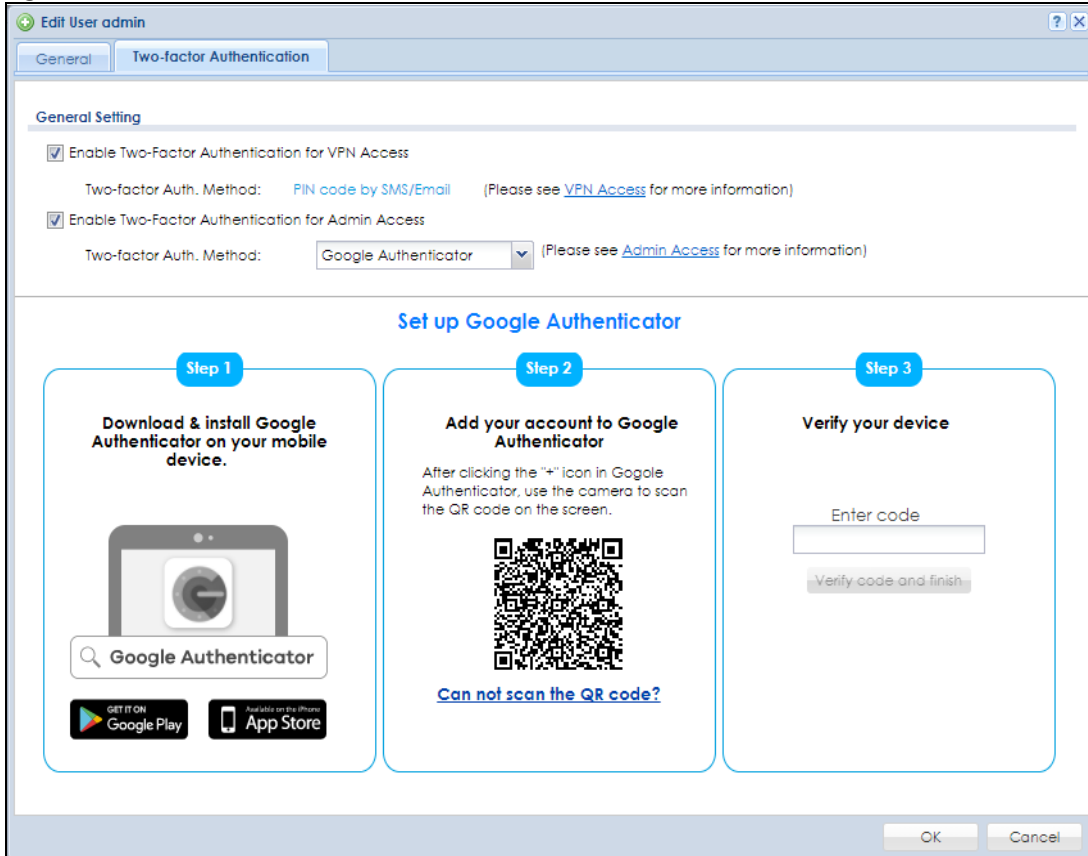 Edit User admin
? X
General Two-factor Authentication
General Setting
Enable Two-Factor Authentication for VPN Access
Two-factor Auth. Method: PIN code by SMS/Email (Please see VPN Access for more information)
Enable Two-Factor Authentication for Admin Access
Two-factor Auth. Method: Google Authenticator (Please see Admin Access for more information)
Set up Google Authenticator
Step 1
Download & install Google
Authenticator on your mobile
device.
Google Authenticator
GET IT ON
Google Play
Available on the iPhone
App Store
Step 2
Add your account to Google
Authenticator
After clicking the "+" icon in Gogole
Authenticator, use the camera to scan
the QR code on the screen.
Can not scan the QR code?
Step 3
Verify your device
Enter code
Verify code and finish
OK Cancel